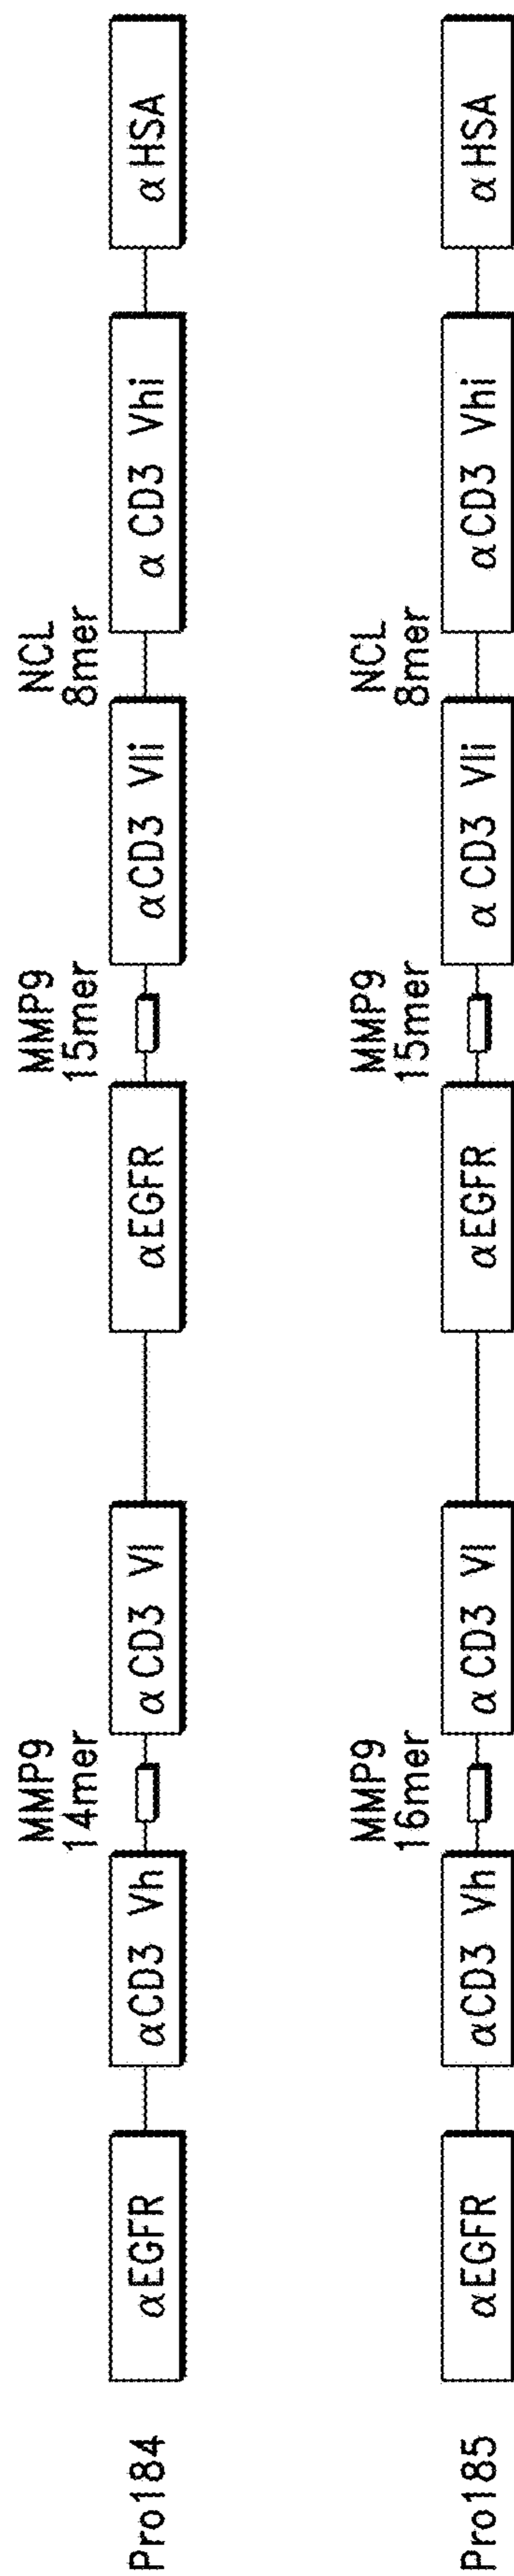 Pro184
αEGFR
αCD3 Vh
MMP9
14mer
αCD3 Vl
αEGFR
MMP9
15mer
αCD3 Vli
NCL
8mer
αCD3 Vhi
αHSA
Pro185
αEGFR
αCD3 Vh
MMP9
16mer
αCD3 Vl
αEGFR
MMP9
15mer
αCD3 Vli
NCL
8mer
αCD3 Vhi
αHSA